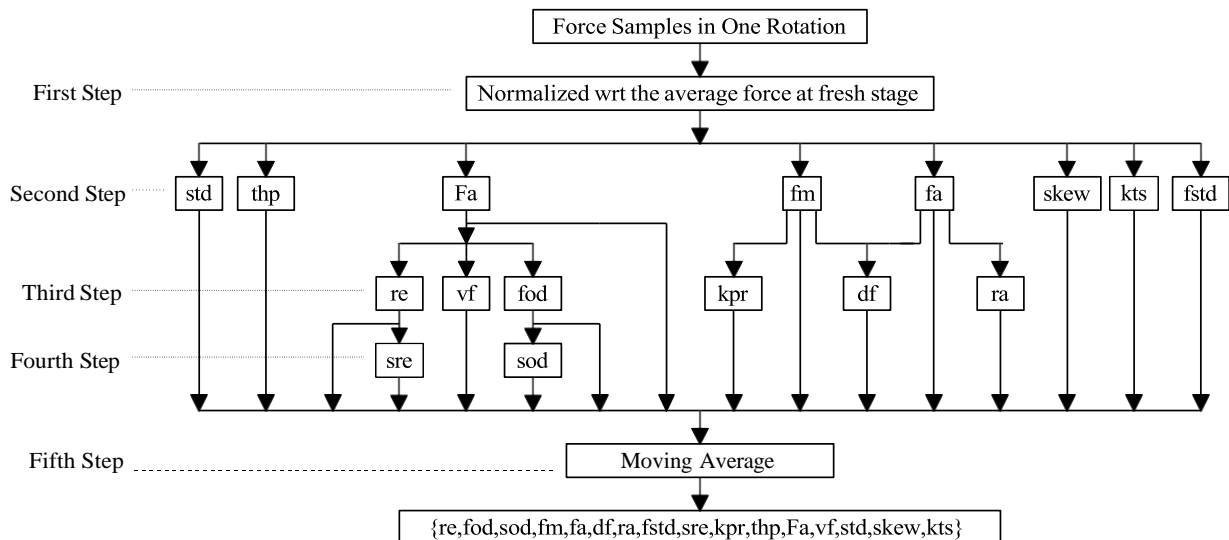 Force Samples in One Rotation
First Step
Normalized wrt the average force at fresh stage
Second Step
std thp Fa fm fa skew kts fstd
Third Step
re vf fod kpr df ra
Fourth Step
sre sod
Fifth Step
Moving Average
{re,fod,sod,fm,fa,df,ra,fstd,sre,kpr,thp,Fa,vf,std,skew,kts}